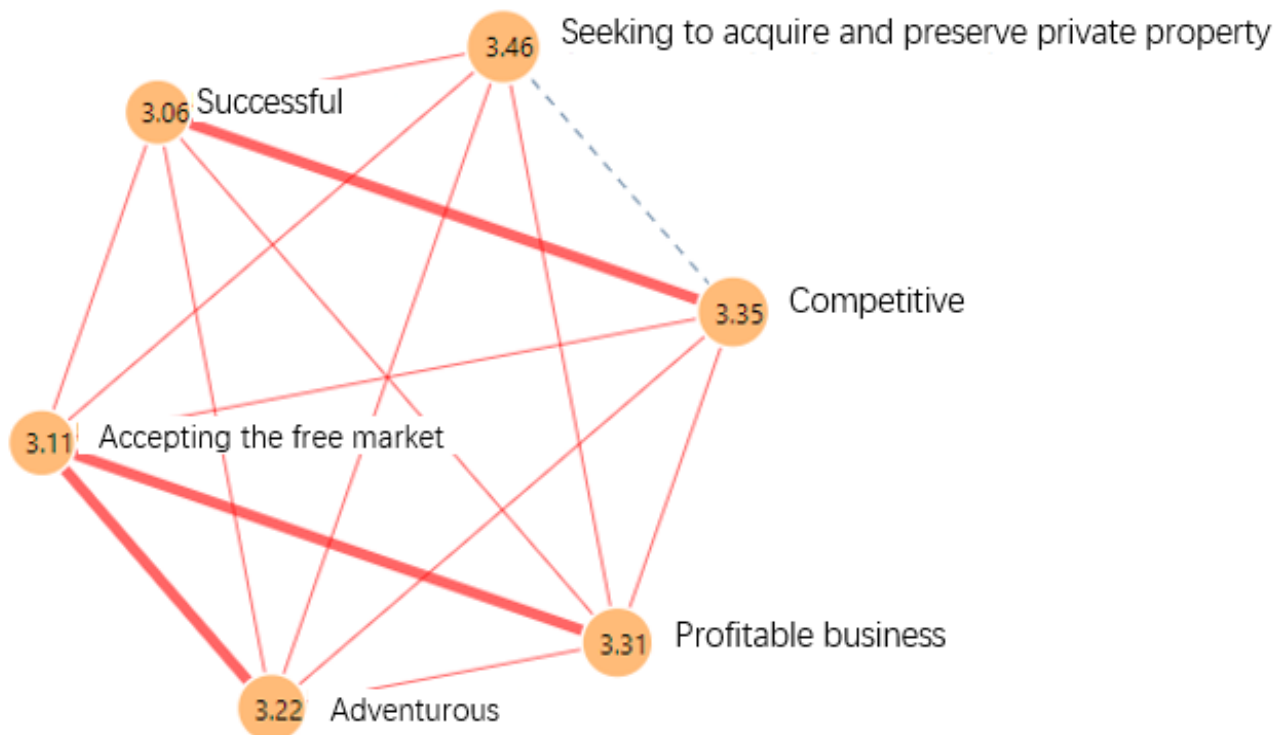 3.46 Seeking to acquire and preserve private property
3.06 Successful
3.35 Competitive
3.11 Accepting the free market
3.31 Profitable business
3.22 Adventurous